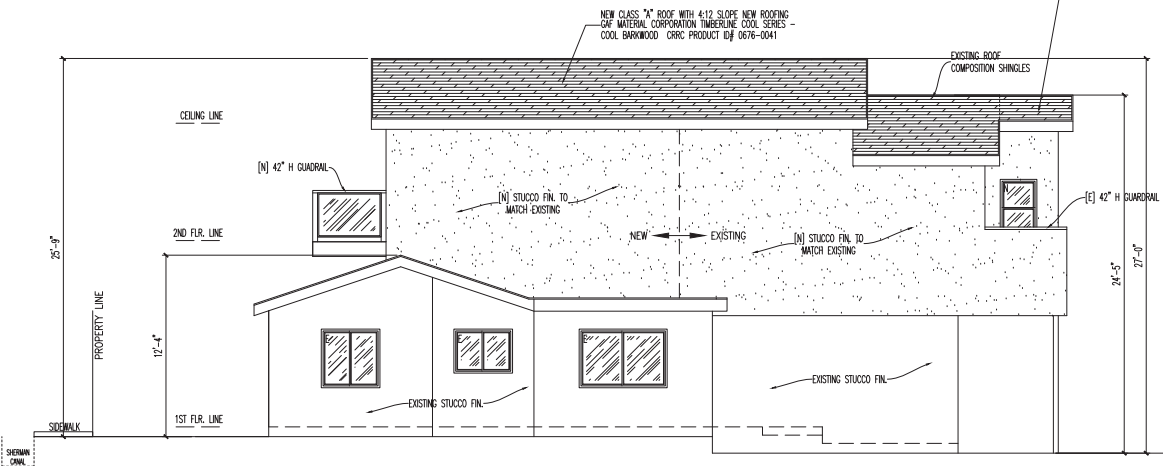 NEW CLASS "A" ROOF WITH 4:12 SLOPE NEW ROOFING
GAF MATERIAL CORPORATION TIMBERLINE COOL SERIES -
COOL BARKWOOD CRRC PRODUCT ID# 0676-0041
EXISTING ROOF
COMPOSITION SHINGLES
CEILING LINE
[N] 42" H GUADRAIL
[N] STUCCO FIN. TO
MATCH EXISTING
[E] 42" H GUARDRAIL
2ND FLR. LINE
NEW
EXISTING
[N] STUCCO FIN. TO
MATCH EXISTING
25'-9"
24'-5"
27'-0"
PROPERTY LINE
12'-4"
N
E
E
E
EXISTING STUCCO FIN.
EXISTING STUCCO FIN.
1ST FLR. LINE
SIDEWALK
SHERMAN
CANAL